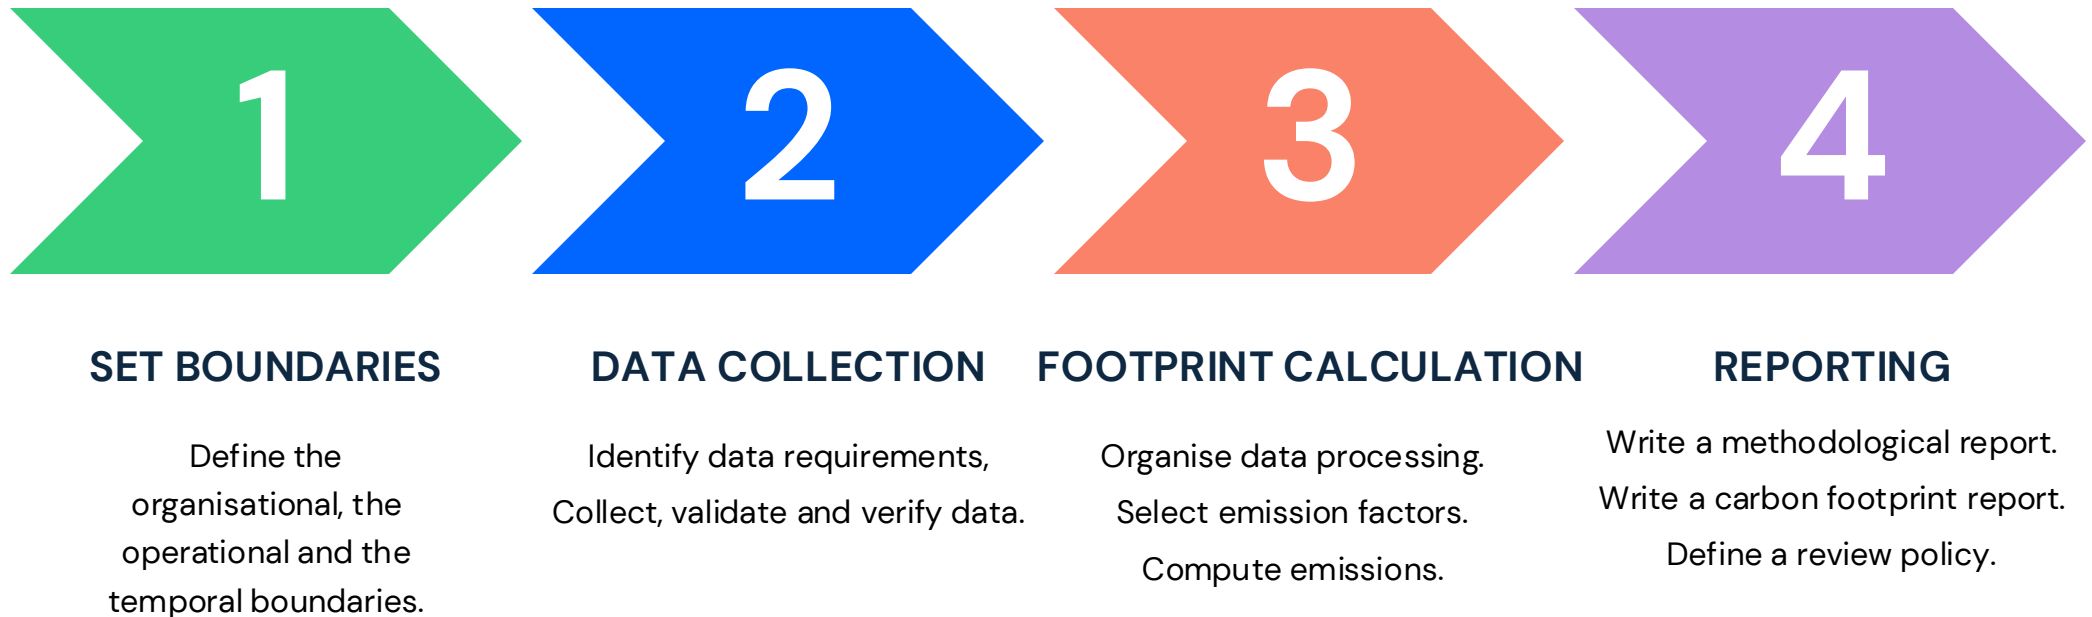 1
2
3
4
SET BOUNDARIES
Define the
organisational, the
operational and the
temporal boundaries.
DATA COLLECTION
Identify data requirements,
Collect, validate and verify data.
FOOTPRINT CALCULATION
Organise data processing.
Select emission factors.
Compute emissions.
REPORTING
Write a methodological report.
Write a carbon footprint report.
Define a review policy.